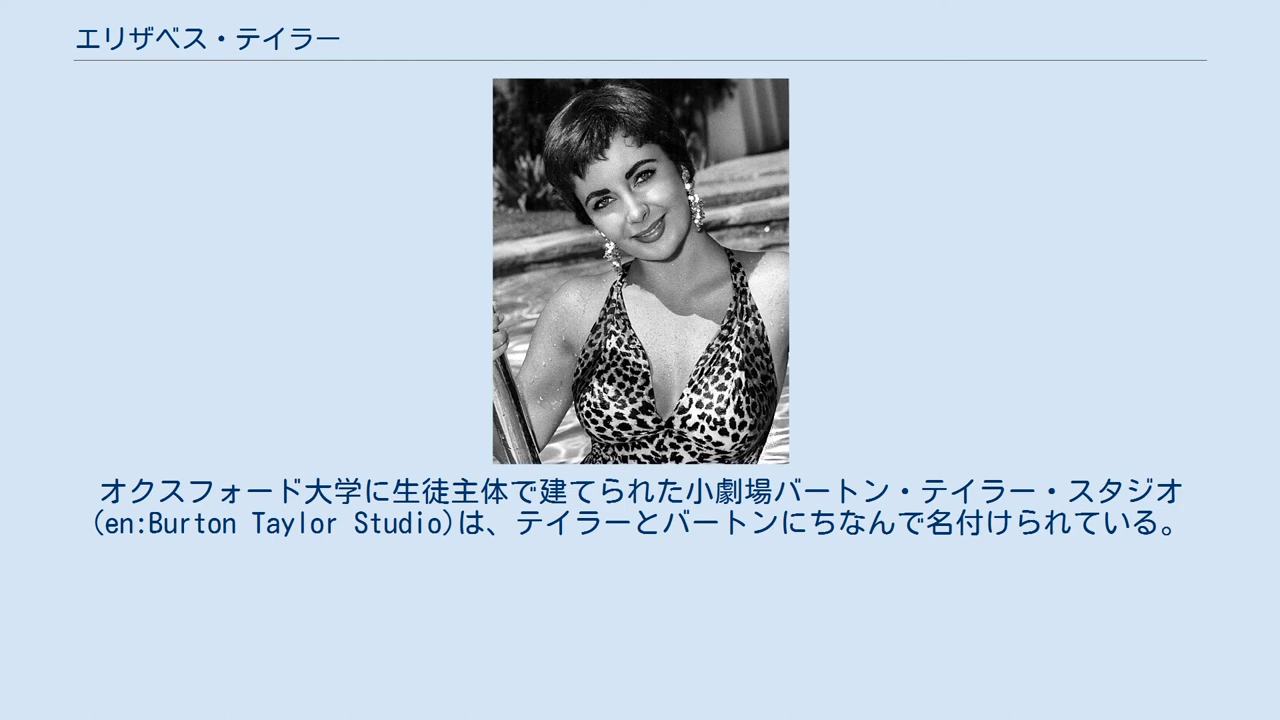 エリザベス・テイラー
オクスフォード大学に生徒主体で建てられた小劇場バートン・テイラー・スタジオ
(en:Burton Taylor Studio)は、テイラーとバートンにちなんで名付けられている。